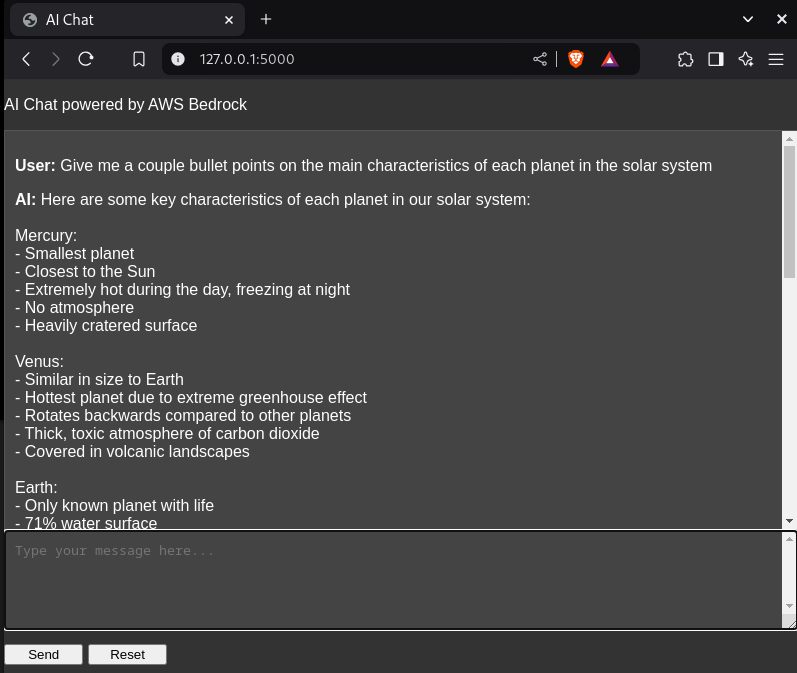 AI Chat
127.0.0.1:5000
AI Chat powered by AWS Bedrock
User: Give me a couple bullet points on the main characteristics of each planet in the solar system
AI: Here are some key characteristics of each planet in our solar system:
Mercury:
- Smallest planet
- Closest to the Sun
- Extremely hot during the day, freezing at night
- No atmosphere
- Heavily cratered surface
Venus:
- Similar in size to Earth
- Hottest planet due to extreme greenhouse effect
- Rotates backwards compared to other planets
- Thick, toxic atmosphere of carbon dioxide
- Covered in volcanic landscapes
Earth:
- Only known planet with life
- 71% water surface
Type your message here...
Send Reset